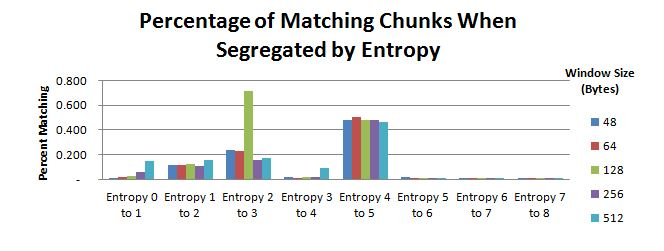 Percentage of Matching Chunks When
Segregated by Entropy
Window Size
(Bytes)
Percent Matching
0.800
0.600
0.400
0.200
-
48
64
128
256
512
Entropy 0 to 1
Entropy 1 to 2
Entropy 2 to 3
Entropy 3 to 4
Entropy 4 to 5
Entropy 5 to 6
Entropy 6 to 7
Entropy 7 to 8